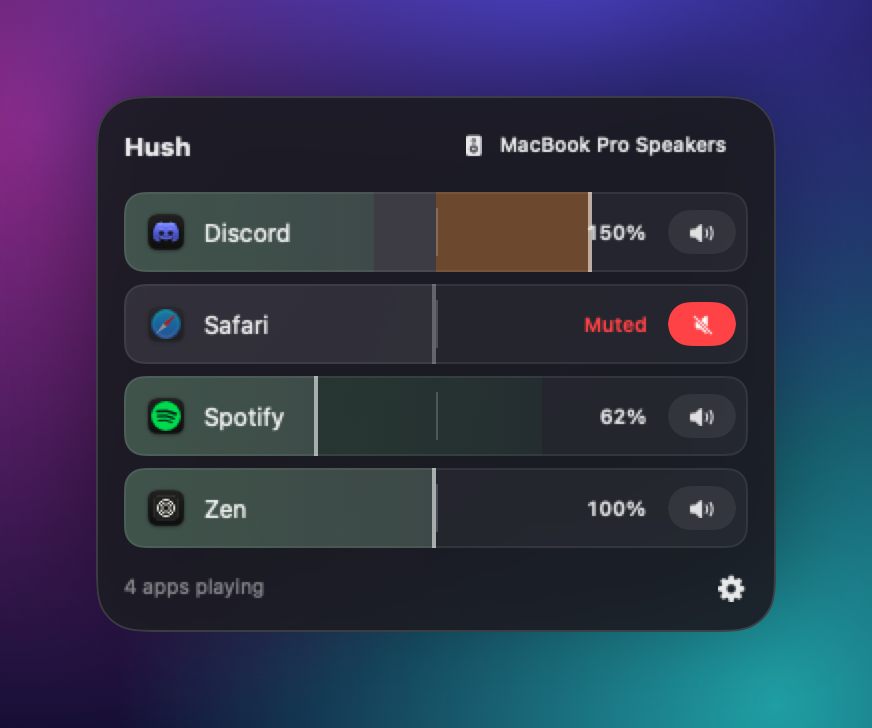 Hush
MacBook Pro Speakers
Discord
150%
Safari
Muted
Spotify
62%
Zen
100%
4 apps playing